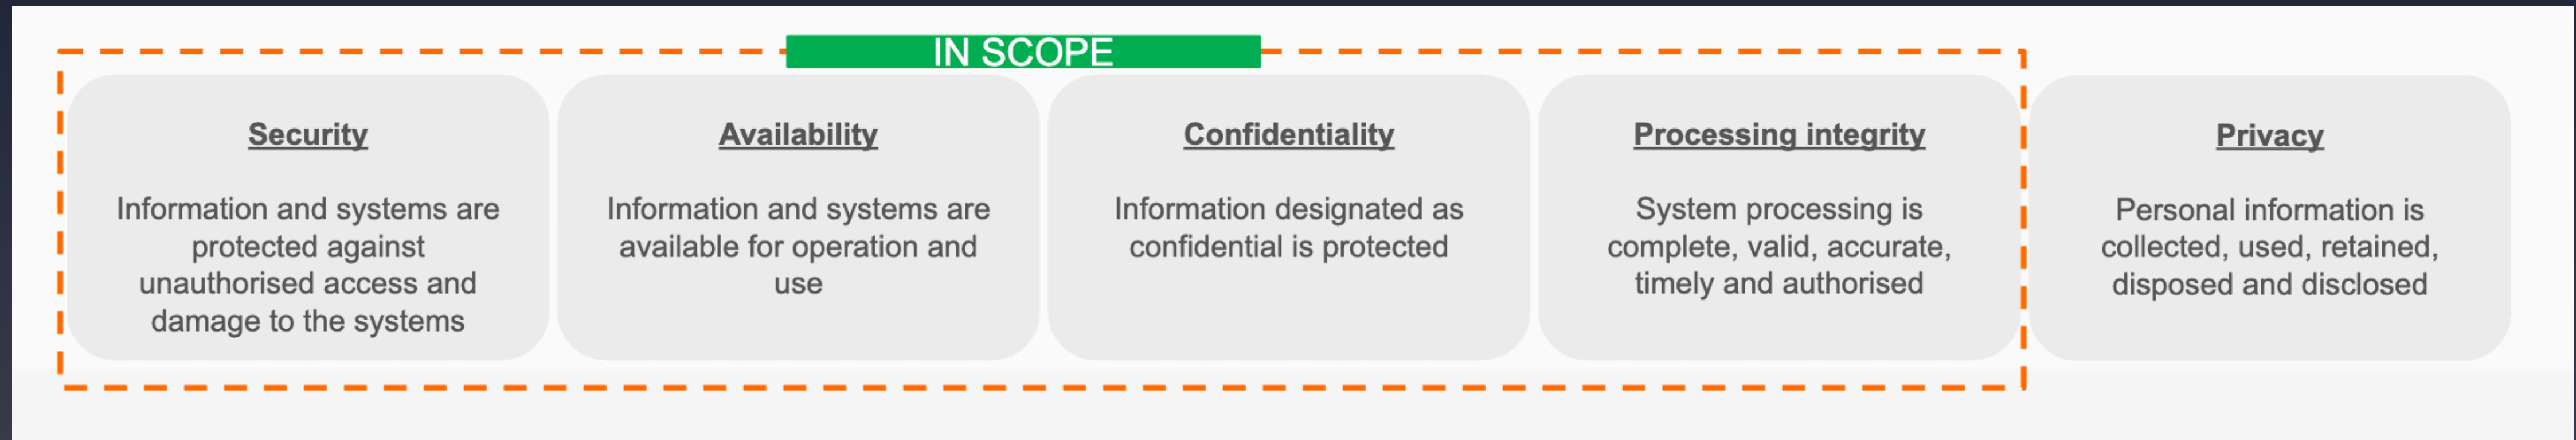 IN SCOPE
Security
Information and systems are
protected against
unauthorised access and
damage to the systems
Availability
Information and systems are
available for operation and
use
Confidentiality
Information designated as
confidential is protected
Processing integrity
System processing is
complete, valid, accurate,
timely and authorised
Privacy
Personal information is
collected, used, retained,
disposed and disclosed